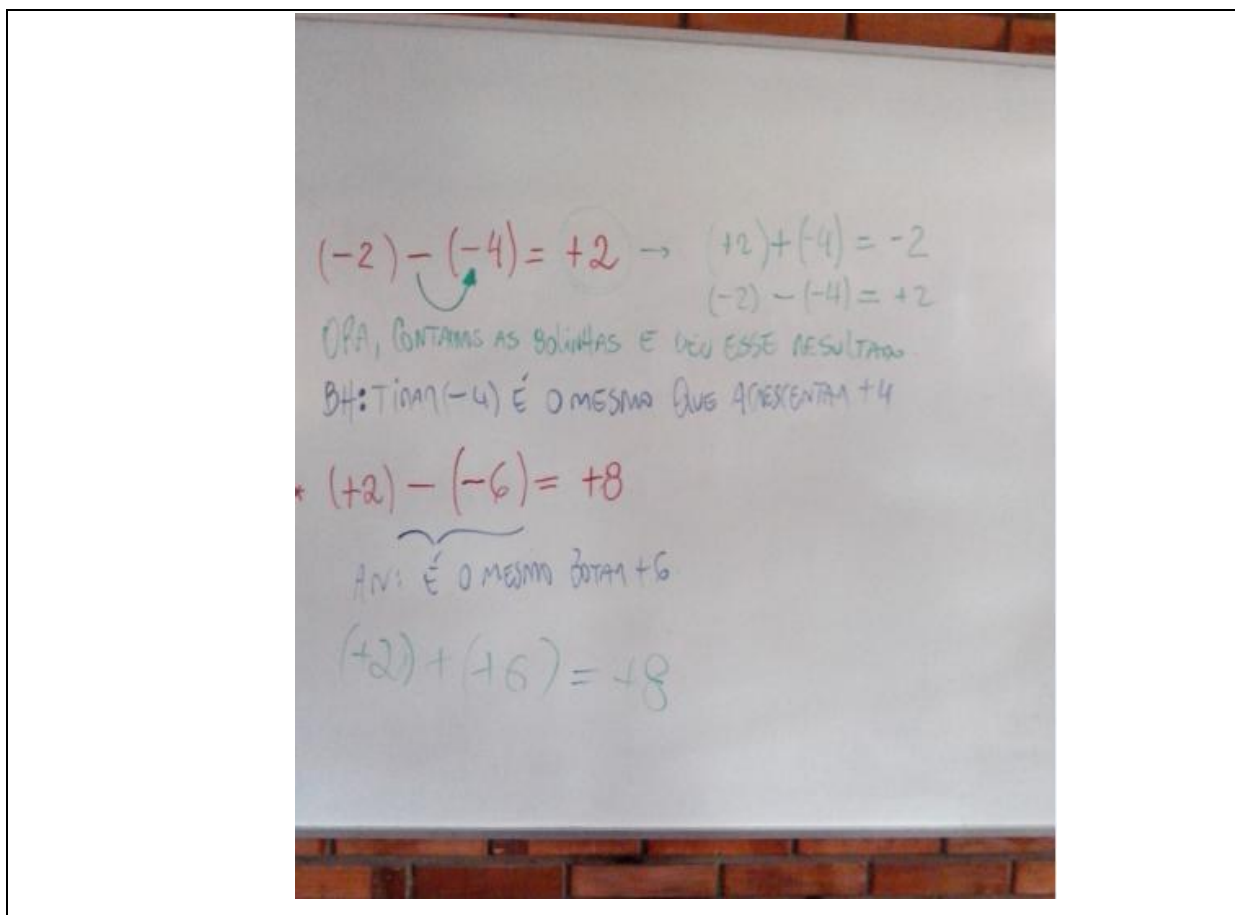 (-2) - (-4) = +2 → (+2)+(-4) = -2
(-2) - (-4) = +2
OPA, CONTAMOS AS BOLINHAS E DEU ESSE RESULTADO.
BH: TIRAR (-4) É O MESMO QUE ACRESCENTAR +4
* (+2) - (-6) = +8
AN: É O MESMO BOTAR +6
(+2) + (+6) = +8